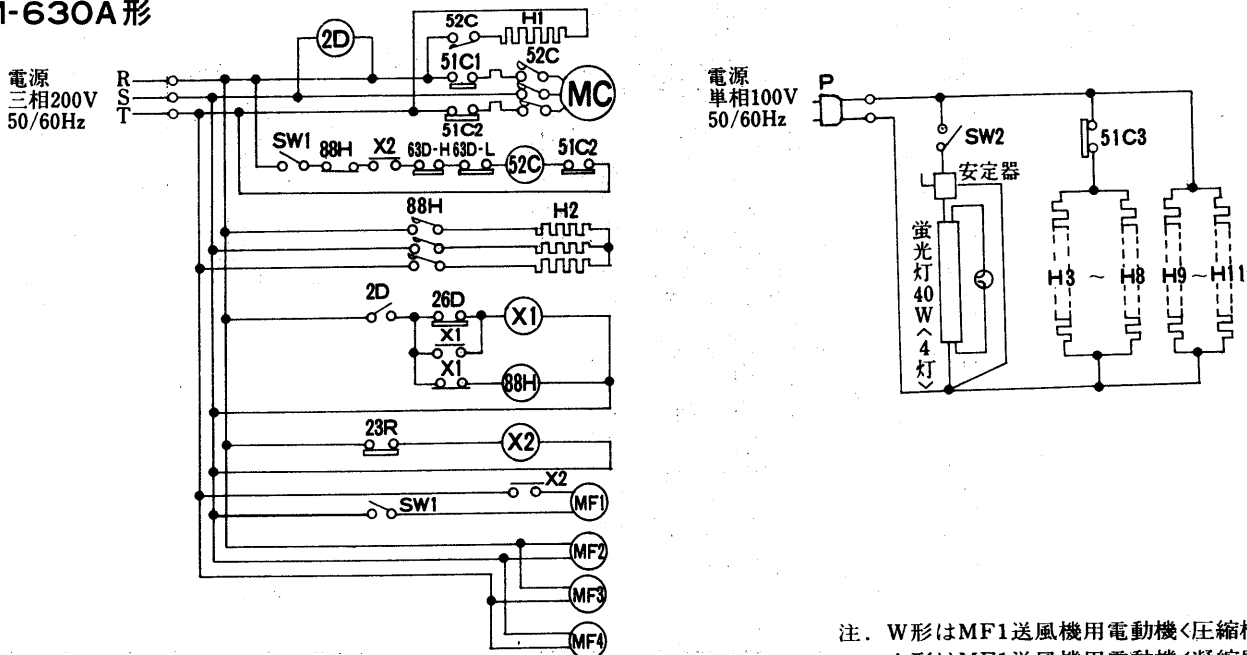 -630A形
電源
三相200V
50/60Hz
R
S
T
2D
52C
H1
51C1
52C
MC
51C2
SW1
88H
X2
63D-H
63D-L
52C
51C2
88H
H2
2D
26D
X1
X1
X1
88H
23R
X2
X2
SW1
MF1
MF2
MF3
MF4
電源
単相100V
50/60Hz
P
SW2
安定器
51C3
蛍光灯40W<4灯>
H3 ~ H8
H9~H11
注. W形はMF1送風機用電動機<圧縮